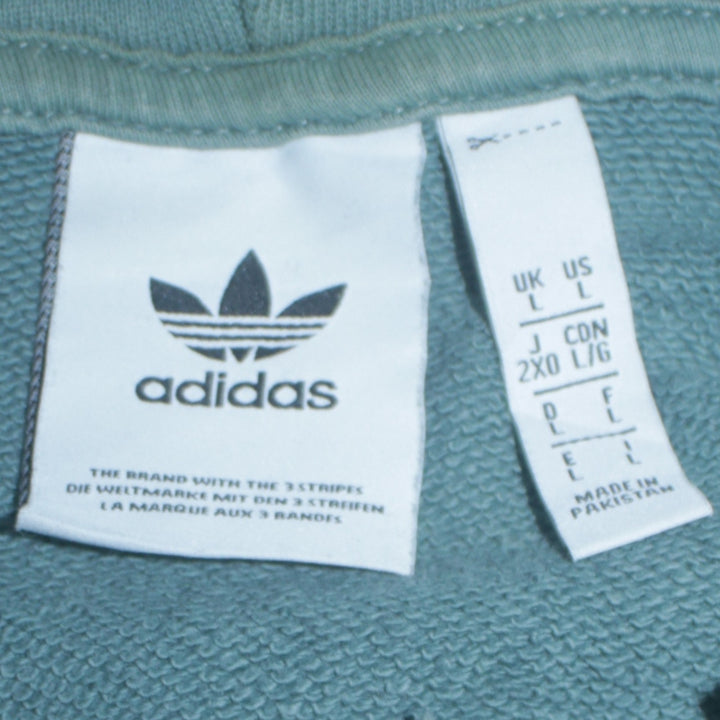 adidas
THE BRAND WITH THE 3 STRIPES
DIE WELTMARKE MIT DEN 3 STREIFEN
LA MARQUE AUX 3 BANDES
UK US
L L
J CDN
2XO L/G
D F
L L
E I
L L
MADE IN
PAKISTAN